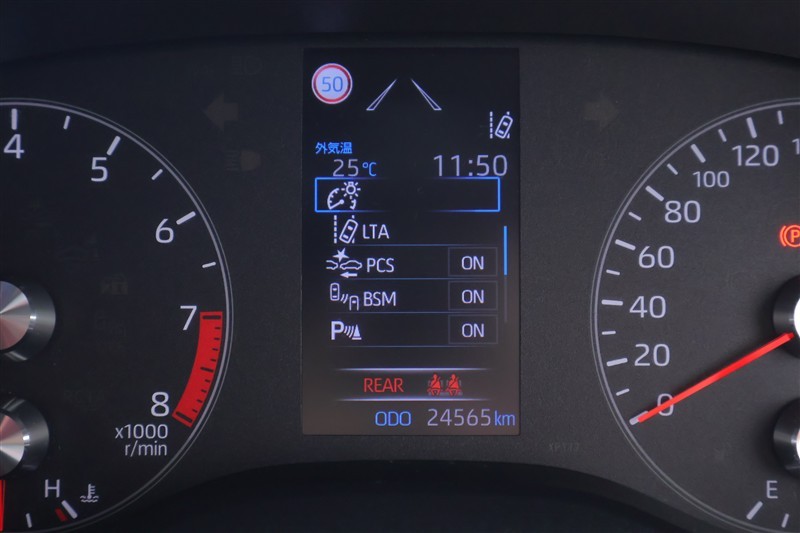 50
外気温
25℃ 11:50
LTA
PCS ON
BSM ON
P ON
REAR
ODO 24565km
4
5
6
7
8
x1000
r/min
H
120
100
80
60
40
20
0
P
E